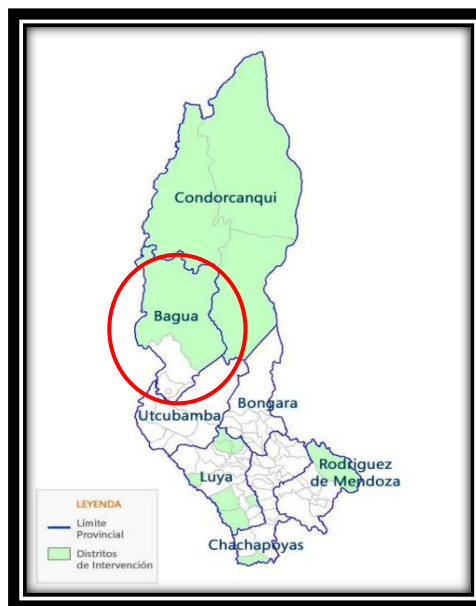 Condorcanqui
Bagua
Utcubamba
Bongara
Luya
Rodriguez
de Mendoza
Chachapoyas
LEYENDA
Límite
Provincial
Distritos
de Intervención